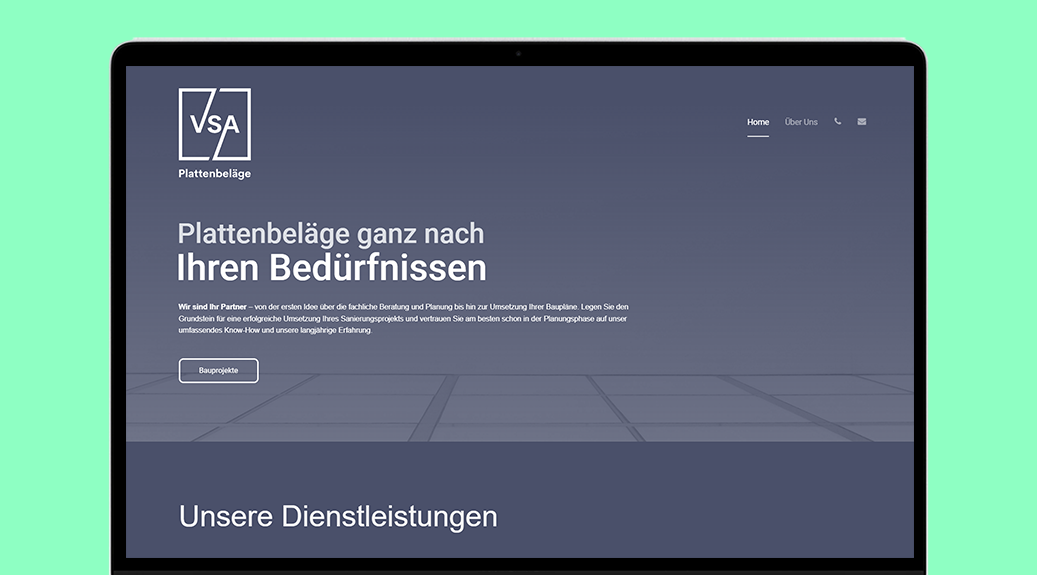 VSA
Plattenbeläge
Home Über Uns
Plattenbeläge ganz nach
Ihren Bedürfnissen
Wir sind Ihr Partner – von der ersten Idee über die fachliche Beratung und Planung bis hin zur Umsetzung Ihrer Baupläne. Legen Sie den
Grundstein für eine erfolgreiche Umsetzung Ihres Sanierungsprojekts und vertrauen Sie am besten schon in der Planungsphase auf unser
umfassendes Know-How und unsere langjährige Erfahrung.
Bauprojekte
Unsere Dienstleistungen